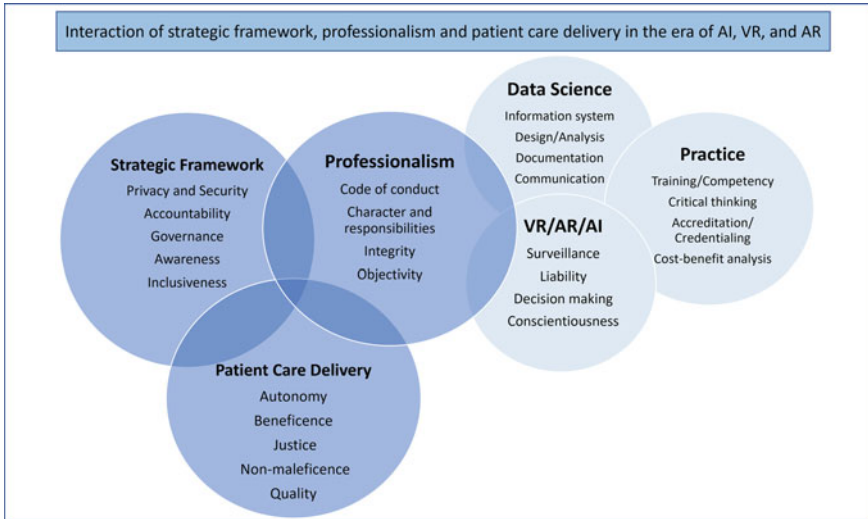 Interaction of strategic framework, professionalism and patient care delivery in the era of AI, VR, and AR
Strategic Framework
Privacy and Security
Accountability
Governance
Awareness
Inclusiveness
Professionalism
Code of conduct
Character and
responsibilities
Integrity
Objectivity
Data Science
Information system
Design/Analysis
Documentation
Communication
Practice
Training/Competency
Critical thinking
Accreditation/
Credentialing
Cost-benefit analysis
VR/AR/AI
Surveillance
Liability
Decision making
Conscientiousness
Patient Care Delivery
Autonomy
Beneficence
Justice
Non-maleficence
Quality